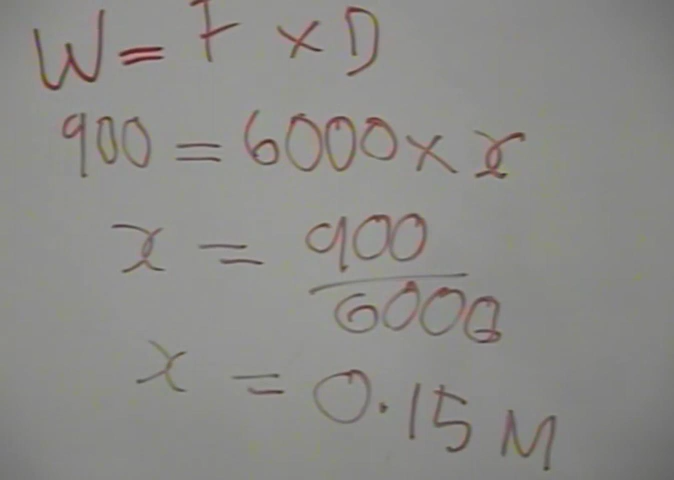 W = F × D
900 = 6000 × x
x = 900
6000
x = 0.15 M